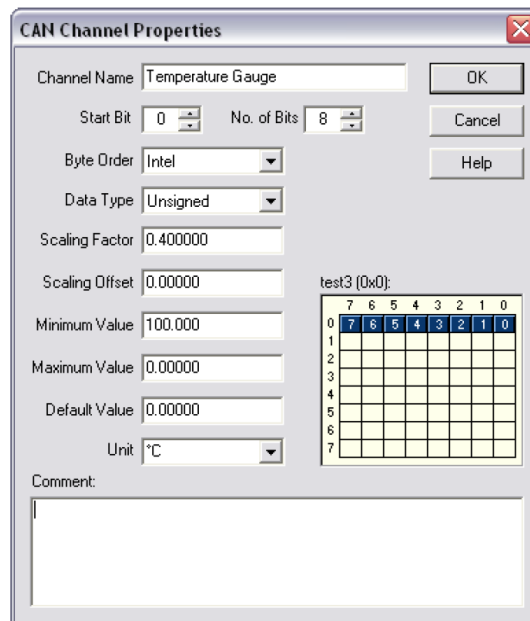 CAN Channel Properties
Channel Name Temperature Gauge OK
Start Bit 0 No. of Bits 8 Cancel
Byte Order Intel Help
Data Type Unsigned
Scaling Factor 0.400000
Scaling Offset 0.00000 test3 (0x0):
7 6 5 4 3 2 1 0
Minimum Value 100.000 0 7 6 5 4 3 2 1 0
1
2
Maximum Value 0.00000 3
4
Default Value 0.00000 5
6
Unit °C 7
Comment: